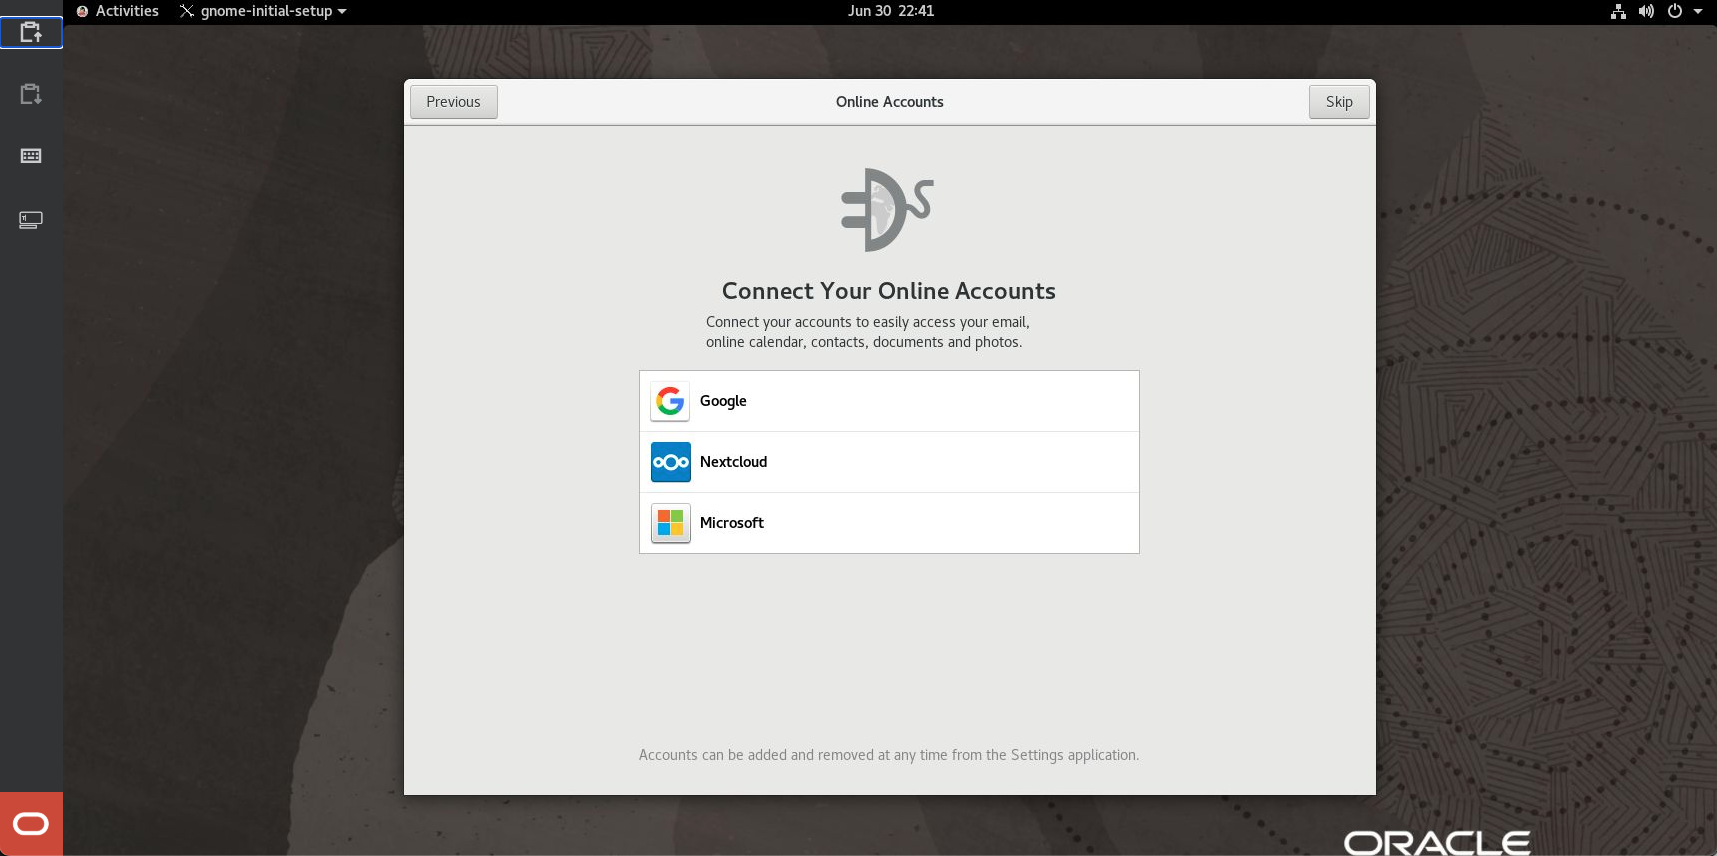 Activities
gnome-initial-setup
Jun 30 22:41
Previous
Online Accounts
Skip
Connect Your Online Accounts
Connect your accounts to easily access your email,
online calendar, contacts, documents and photos.
Google
Nextcloud
Microsoft
Accounts can be added and removed at any time from the Settings application.
ORACLE